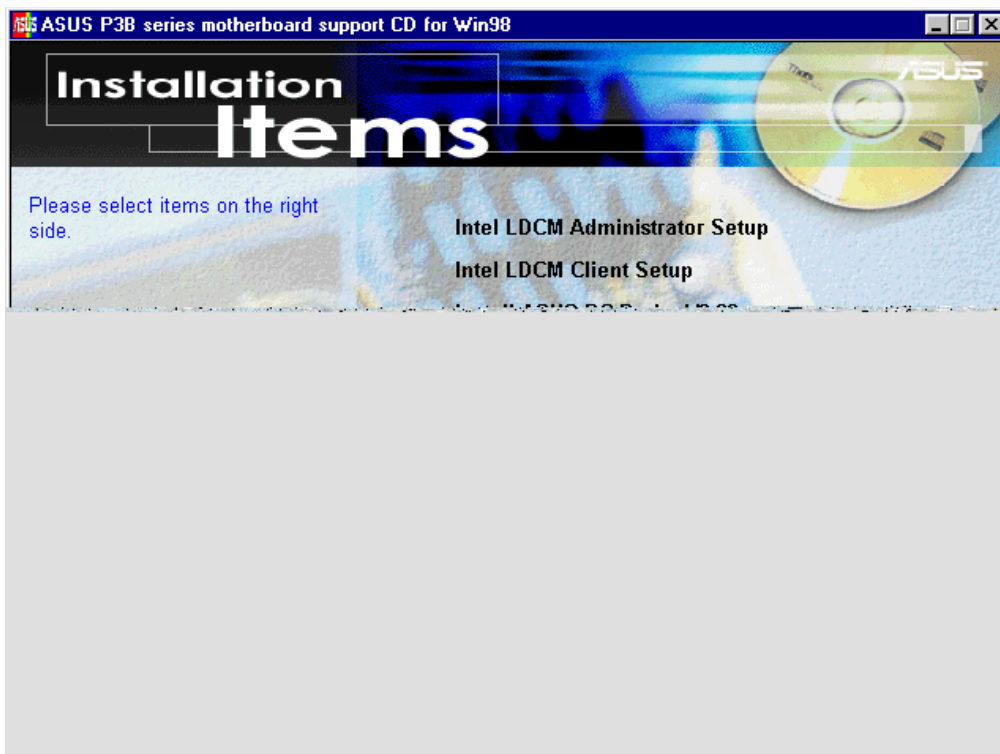 ASUS P3B series motherboard support CD for Win98
Installation
Items
ASUS
Please select items on the right
side.
Intel LDCM Administrator Setup
Intel LDCM Client Setup